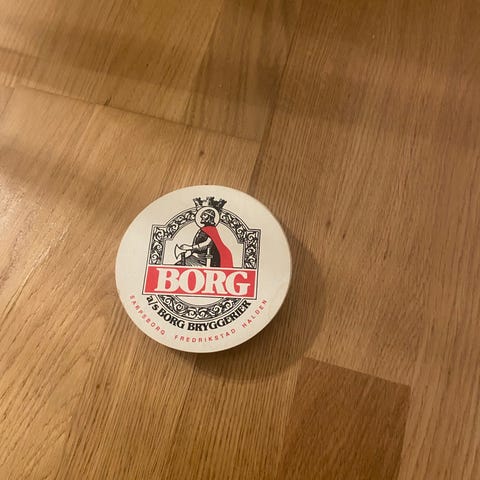 BORG
a/s BORG BRYGGERIER
SARPSBORG FREDRIKSTAD HALDEN